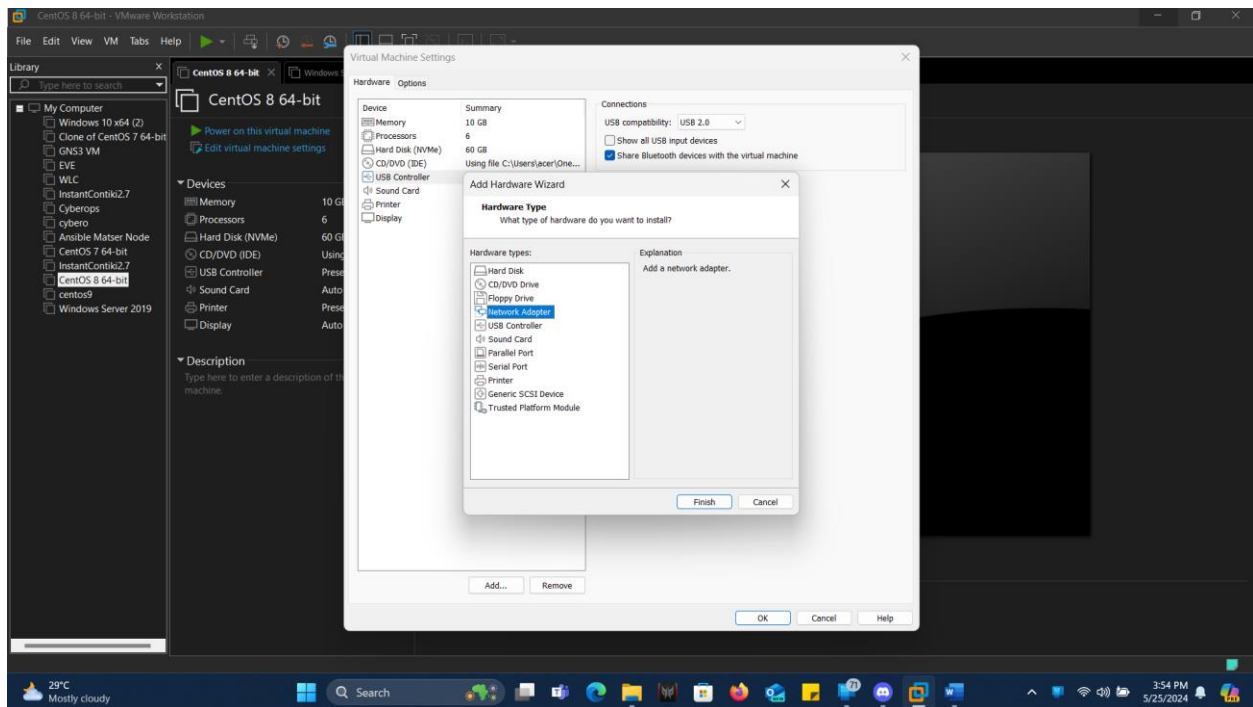 CentOS 8 64-bit - VMware Workstation
File Edit View VM Tabs Help
Library
Type here to search
My Computer
Windows 10 x64 (2)
Clone of CentOS 7 64-bit
GNS3 VM
EVE
WLC
InstantContiki2.7
Cyberops
cybero
Ansible Matser Node
CentOS 7 64-bit
InstantContiki2.7
CentOS 8 64-bit
centos9
Windows Server 2019
CentOS 8 64-bit
Windows S
CentOS 8 64-bit
Power on this virtual machine
Edit virtual machine settings
Devices
Memory 10 GB
Processors 6
Hard Disk (NVMe) 60 GB
CD/DVD (IDE) Using
USB Controller Prese
Sound Card Auto
Printer Prese
Display Auto
Description
Type here to enter a description of th
machine.
Virtual Machine Settings
Hardware Options
Device Summary
Memory 10 GB
Processors 6
Hard Disk (NVMe) 60 GB
CD/DVD (IDE) Using file C:\Users\acer\One...
USB Controller
Sound Card
Printer
Display
Connections
USB compatibility: USB 2.0
Show all USB input devices
Share Bluetooth devices with the virtual machine
Add Hardware Wizard
Hardware Type
What type of hardware do you want to install?
Hardware types:
Hard Disk
CD/DVD Drive
Floppy Drive
Network Adapter
USB Controller
Sound Card
Parallel Port
Serial Port
Printer
Generic SCSI Device
Trusted Platform Module
Explanation
Add a network adapter.
Finish Cancel
Add... Remove
OK Cancel Help
29°C
Mostly cloudy
Search
71
3:54 PM
5/25/2024